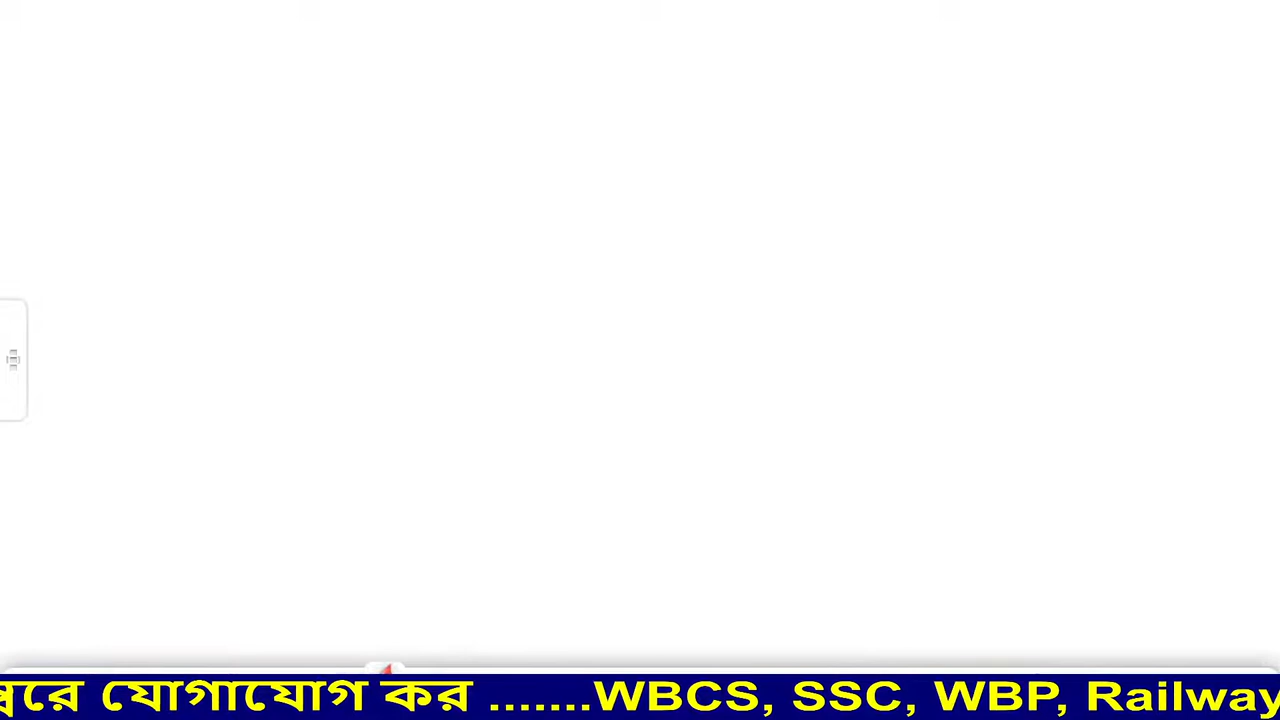 যোগাযোগ কর .......WBCS, SSC, WBP, Railway